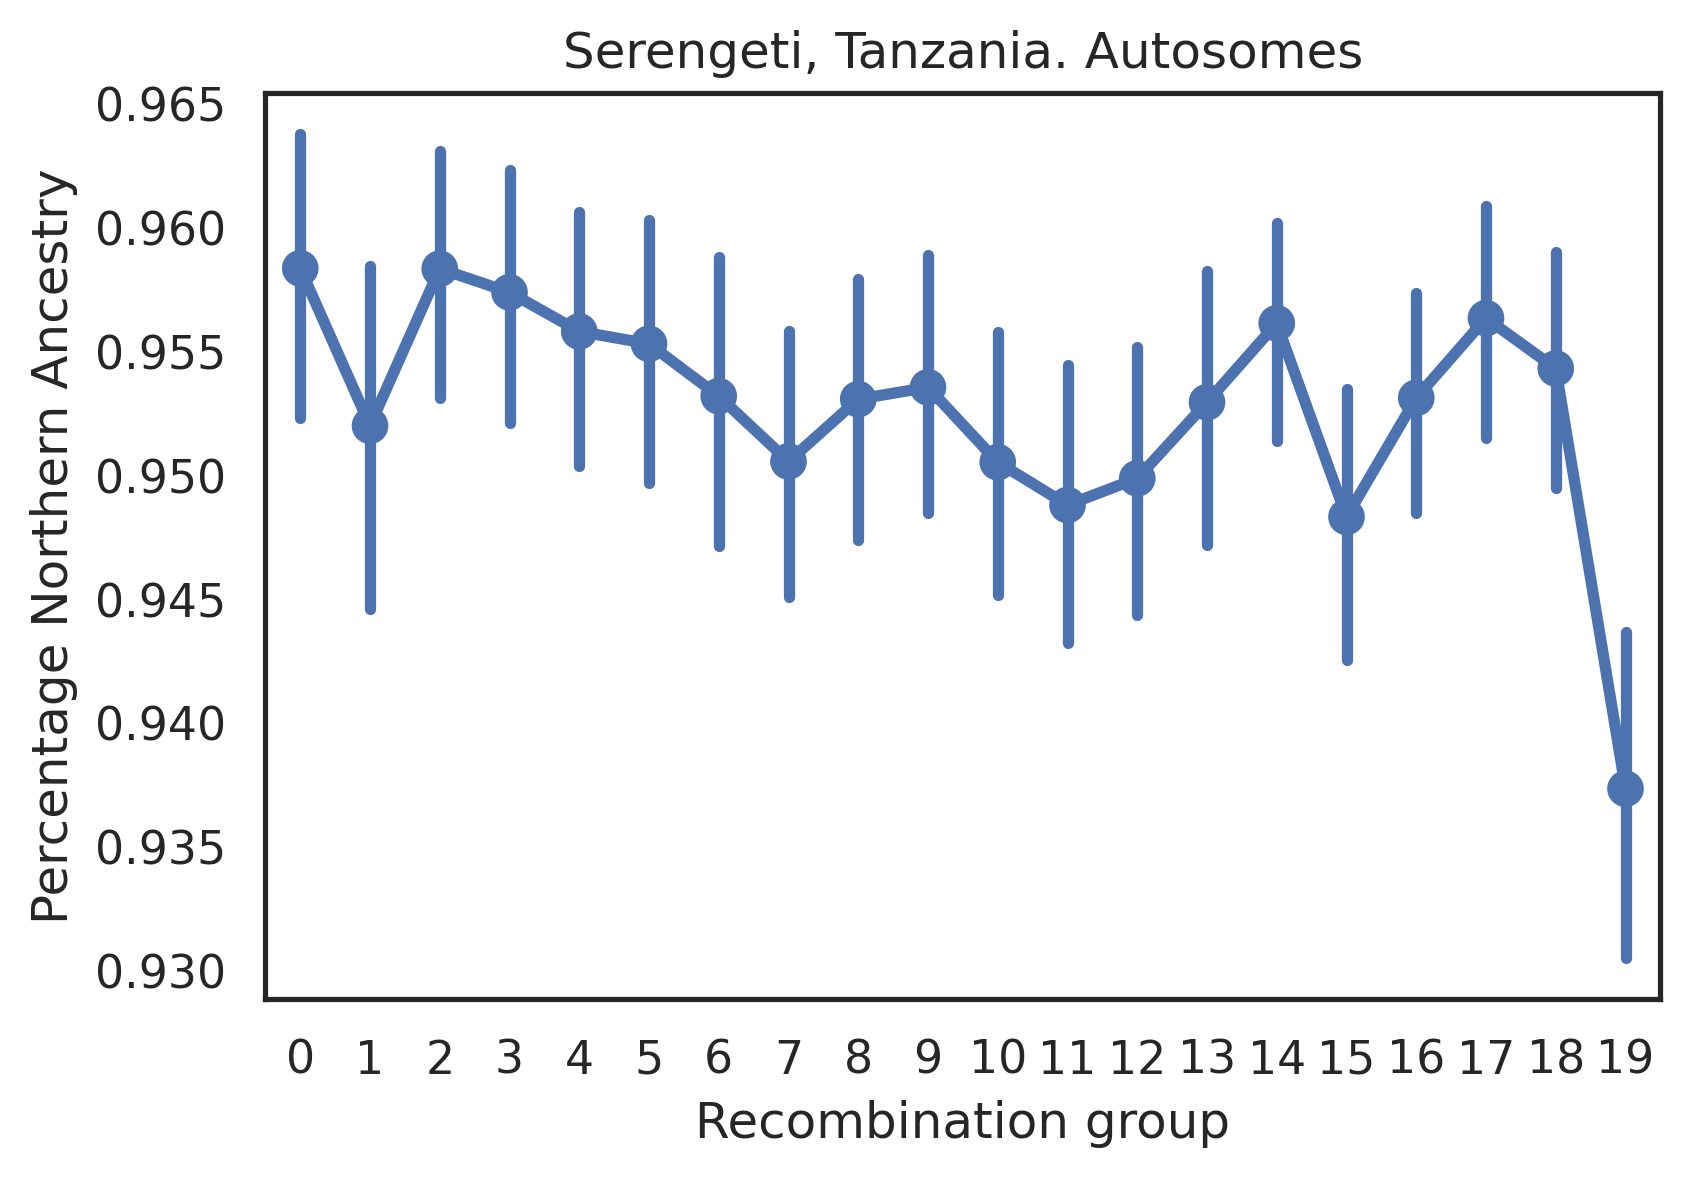 Serengeti, Tanzania. Autosomes
Percentage Northern Ancestry
0.965
0.960
0.955
0.950
0.945
0.940
0.935
0.930
0 1 2 3 4 5 6 7 8 9 10 11 12 13 14 15 16 17 18 19
Recombination group